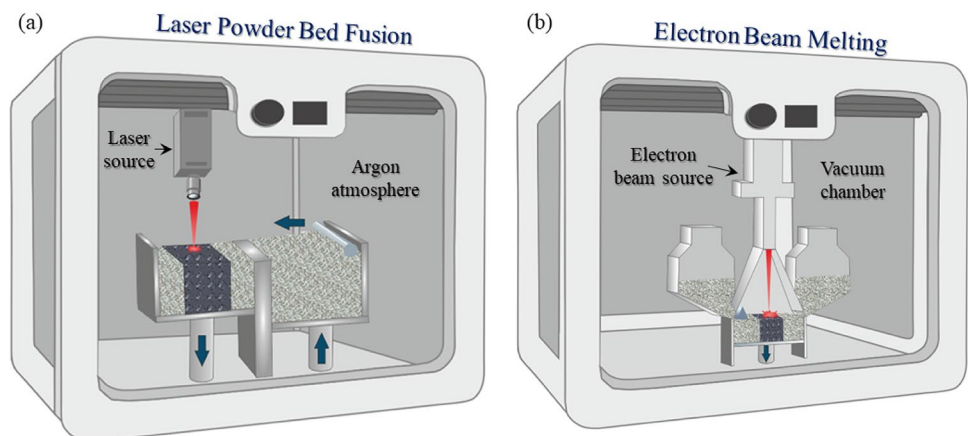 (a)
Laser Powder Bed Fusion
Laser
source
Argon
atmosphere
(b)
Electron Beam Melting
Electron
beam source
Vacuum
chamber